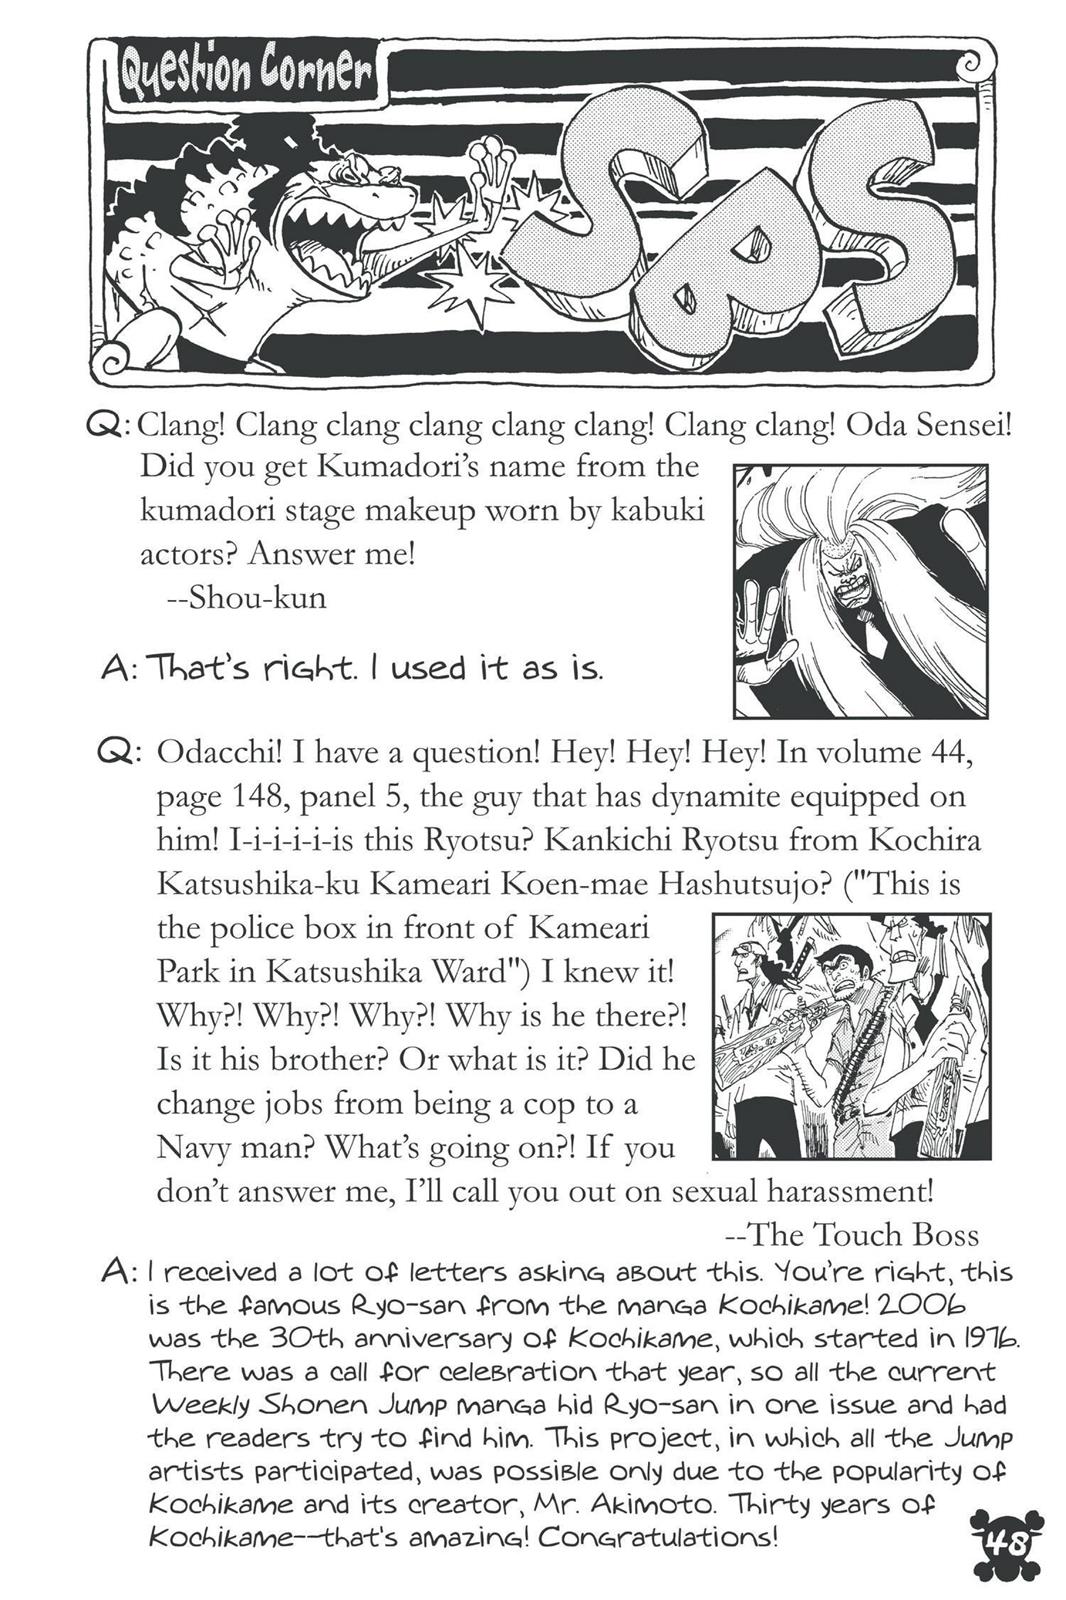 Question Corner
SBS
Q: Clang! Clang clang clang clang clang! Clang clang! Oda Sensei!
Did you get Kumadori's name from the
kumadori stage makeup worn by kabuki
actors? Answer me!
--Shou-kun
A: That's right. I used it as is.
Q: Odacchi! I have a question! Hey! Hey! Hey! In volume 44,
page 148, panel 5, the guy that has dynamite equipped on
him! I-i-i-i-i-is this Ryotsu? Kankichi Ryotsu from Kochira
Katsushika-ku Kameari Koen-mae Hashutsujo? ("This is
the police box in front of Kameari
Park in Katsushika Ward") I knew it!
Why?! Why?! Why?! Why is he there?!
Is it his brother? Or what is it? Did he
change jobs from being a cop to a
Navy man? What's going on?! If you
don't answer me, I'll call you out on sexual harassment!
--The Touch Boss
A: I received a lot of letters asking about this. You're right, this
is the famous Ryo-san from the manga Kochikame! 2006
was the 30th anniversary of Kochikame, which started in 1976.
There was a call for celebration that year, so all the current
Weekly Shonen Jump manga hid Ryo-san in one issue and had
the readers try to find him. This project, in which all the Jump
artists participated, was possible only due to the popularity of
Kochikame and its creator, Mr. Akimoto. Thirty years of
Kochikame--that's amazing! Congratulations!
48